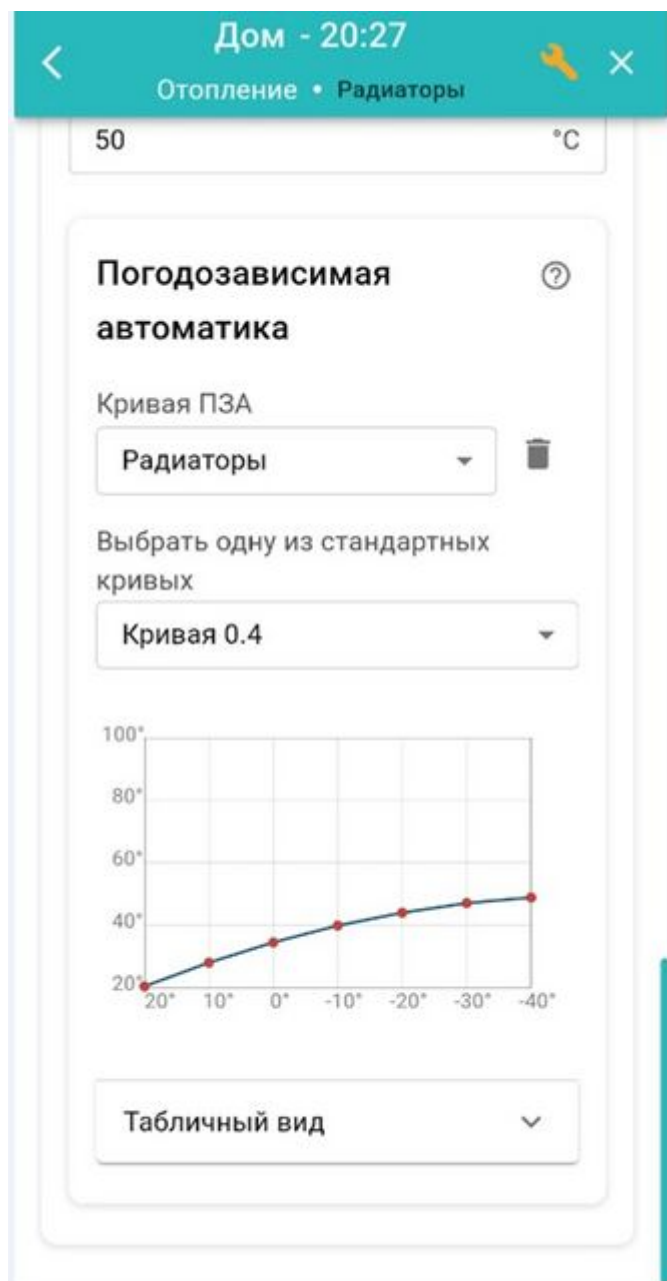 Дом - 20:27
Отопление • Радиаторы
50 °C
Погодозависимая
автоматика
Кривая ПЗА
Радиаторы
Выбрать одну из стандартных
кривых
Кривая 0.4
100°
80°
60°
40°
20°
20° 10° 0° -10° -20° -30° -40°
Табличный вид